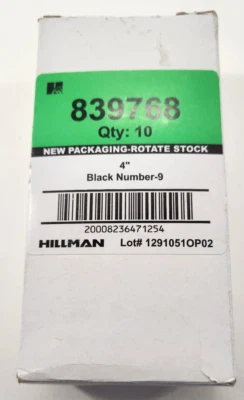 839768
Qty: 10
NEW PACKAGING-ROTATE STOCK
4"
Black Number-9
20008236471254
HILLMAN Lot# 1291051OP02